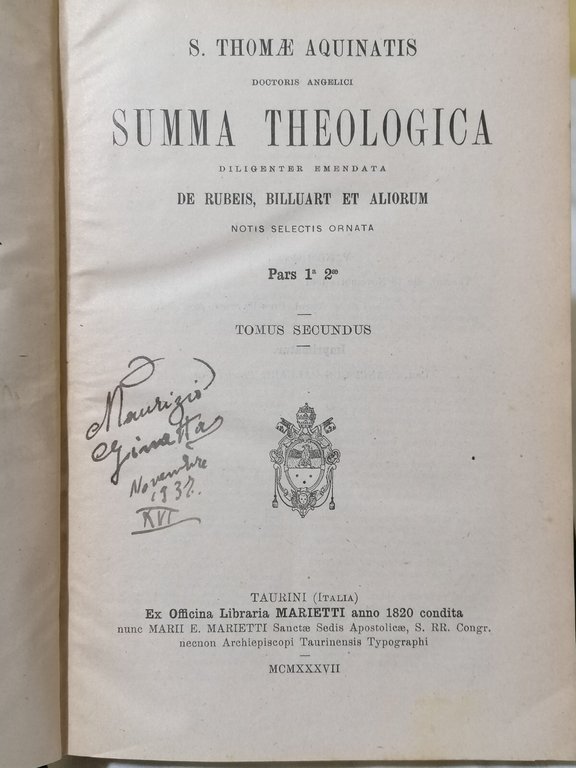 S. THOMÆ AQUINATIS
DOCTORIS ANGELICI
SUMMA THEOLOGICA
DILIGENTER EMENDATA
DE RUBEIS, BILLUART ET ALIORUM
NOTIS SELECTIS ORNATA
Pars 1ª 2ᵃᵉ
TOMUS SECUNDUS
Maurizio
Novembre
1937.
XVI
TAURINI (ITALIA)
Ex Officina Libraria MARIETTI anno 1820 condita
nunc MARII E. MARIETTI Sanctæ Sedis Apostolicæ, S. RR. Congr.
necnon Archiepiscopi Taurinensis Typographi
MCMXXXVII